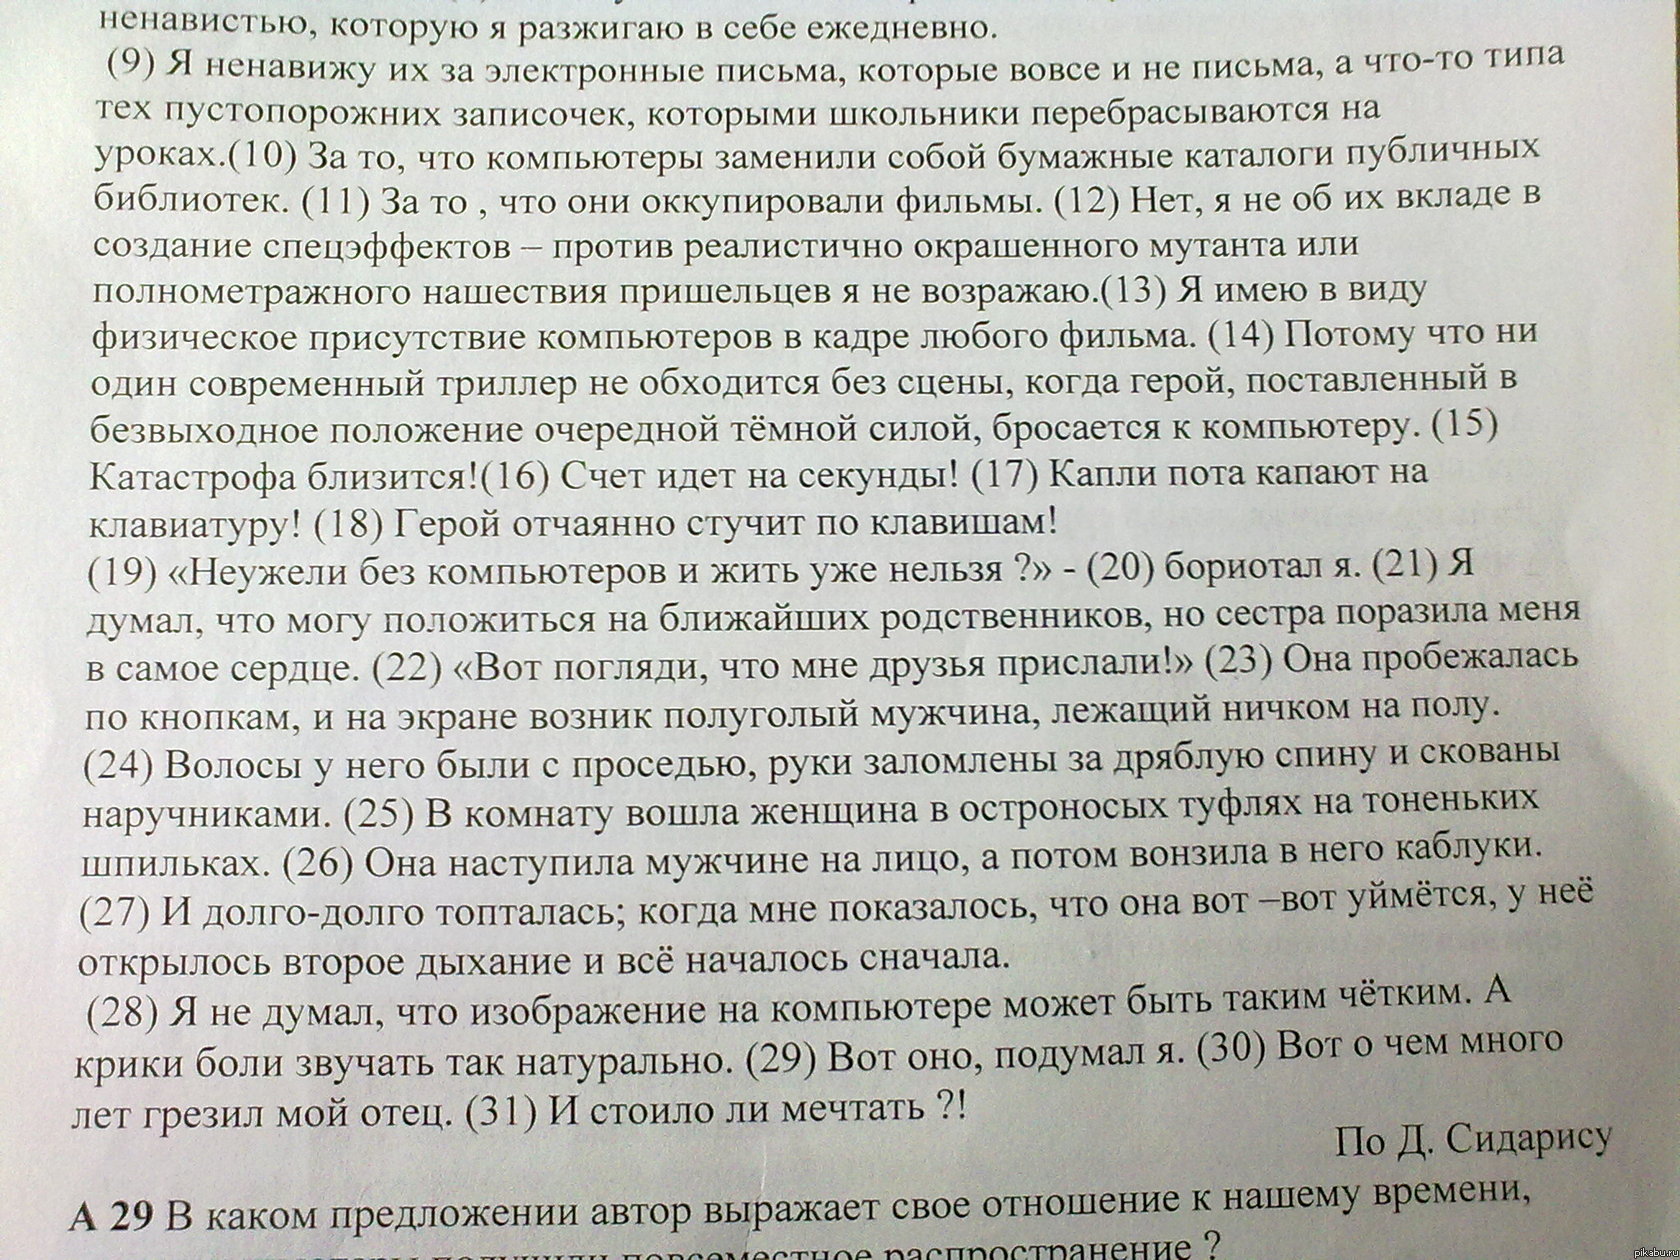 ненавистью, которую я разжигаю в себе ежедневно.
(9) Я ненавижу их за электронные письма, которые вовсе и не письма, а что-то типа
тех пустопорожних записочек, которыми школьники перебрасываются на
уроках.(10) За то, что компьютеры заменили собой бумажные каталоги публичных
библиотек. (11) За то , что они оккупировали фильмы. (12) Нет, я не об их вкладе в
создание спецэффектов – против реалистично окрашенного мутанта или
полнометражного нашествия пришельцев я не возражаю.(13) Я имею в виду
физическое присутствие компьютеров в кадре любого фильма. (14) Потому что ни
один современный триллер не обходится без сцены, когда герой, поставленный в
безвыходное положение очередной тёмной силой, бросается к компьютеру. (15)
Катастрофа близится!(16) Счет идет на секунды! (17) Капли пота капают на
клавиатуру! (18) Герой отчаянно стучит по клавишам!
(19) «Неужели без компьютеров и жить уже нельзя ?» - (20) бориотал я. (21) Я
думал, что могу положиться на ближайших родственников, но сестра поразила меня
в самое сердце. (22) «Вот погляди, что мне друзья прислали!» (23) Она пробежалась
по кнопкам, и на экране возник полуголый мужчина, лежащий ничком на полу.
(24) Волосы у него были с проседью, руки заломлены за дряблую спину и скованы
наручниками. (25) В комнату вошла женщина в остроносых туфлях на тоненьких
шпильках. (26) Она наступила мужчине на лицо, а потом вонзила в него каблуки.
(27) И долго-долго топталась; когда мне показалось, что она вот –вот уймётся, у неё
открылось второе дыхание и всё началось сначала.
(28) Я не думал, что изображение на компьютере может быть таким чётким. А
крики боли звучать так натурально. (29) Вот оно, подумал я. (30) Вот о чем много
лет грезил мой отец. (31) И стоило ли мечтать ?!
По Д. Сидарису
А 29 В каком предложении автор выражает свое отношение к нашему времени,
получили повсеместное распространение ?
pikabu.ru